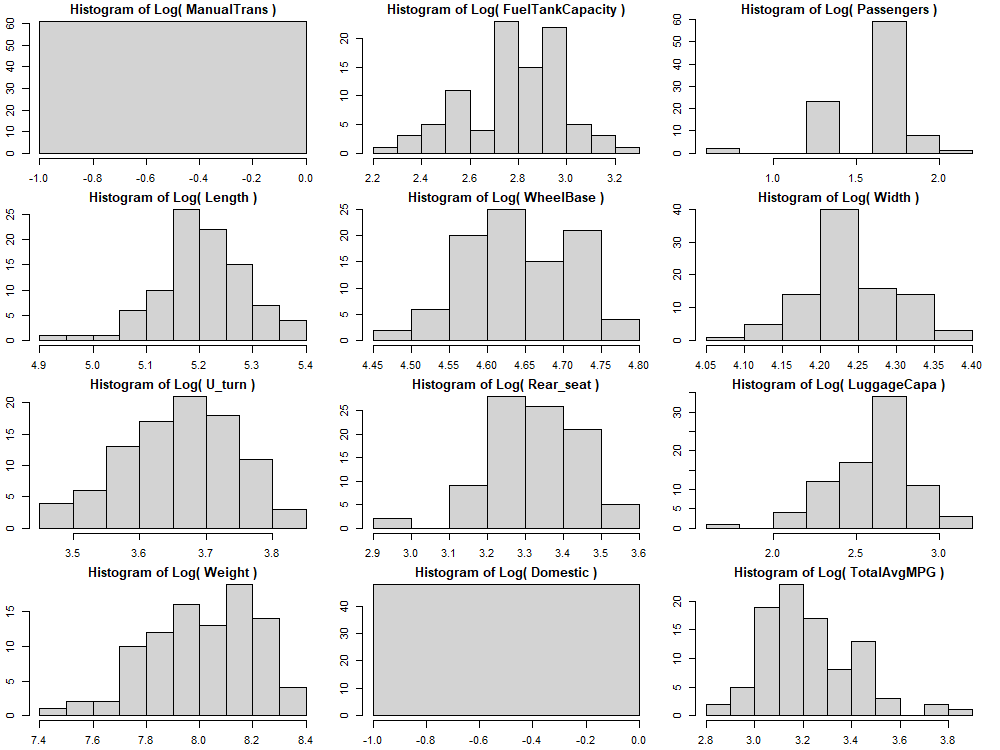 Histogram of Log( ManualTrans )
0 10 20 30 40 50 60
-1.0 -0.8 -0.6 -0.4 -0.2 0.0
Histogram of Log( FuelTankCapacity )
0 5 10 15 20
2.2 2.4 2.6 2.8 3.0 3.2
Histogram of Log( Passengers )
0 10 20 30 40 50 60
1.0 1.5 2.0
Histogram of Log( Length )
0 5 10 15 20 25
4.9 5.0 5.1 5.2 5.3 5.4
Histogram of Log( WheelBase )
0 5 10 15 20 25
4.45 4.50 4.55 4.60 4.65 4.70 4.75 4.80
Histogram of Log( Width )
0 10 20 30 40
4.05 4.10 4.15 4.20 4.25 4.30 4.35 4.40
Histogram of Log( U_turn )
0 5 10 15 20
3.5 3.6 3.7 3.8
Histogram of Log( Rear_seat )
0 5 10 15 20 25
2.9 3.0 3.1 3.2 3.3 3.4 3.5 3.6
Histogram of Log( LuggageCapa )
0 5 10 20 30
2.0 2.5 3.0
Histogram of Log( Weight )
0 5 10 15
7.4 7.6 7.8 8.0 8.2 8.4
Histogram of Log( Domestic )
0 10 20 30 40
-1.0 -0.8 -0.6 -0.4 -0.2 0.0
Histogram of Log( TotalAvgMPG )
0 5 10 15 20
2.8 3.0 3.2 3.4 3.6 3.8